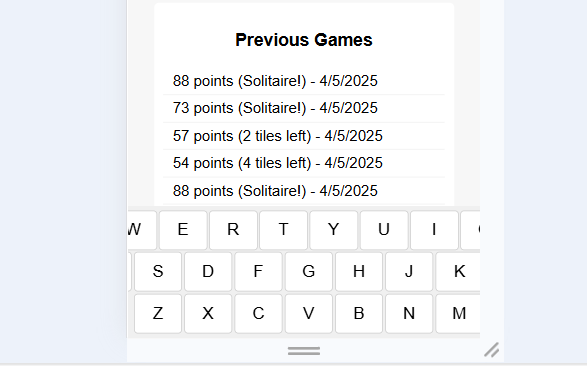 Previous Games
88 points (Solitaire!) - 4/5/2025
73 points (Solitaire!) - 4/5/2025
57 points (2 tiles left) - 4/5/2025
54 points (4 tiles left) - 4/5/2025
88 points (Solitaire!) - 4/5/2025
W E R T Y U I
S D F G H J K
Z X C V B N M